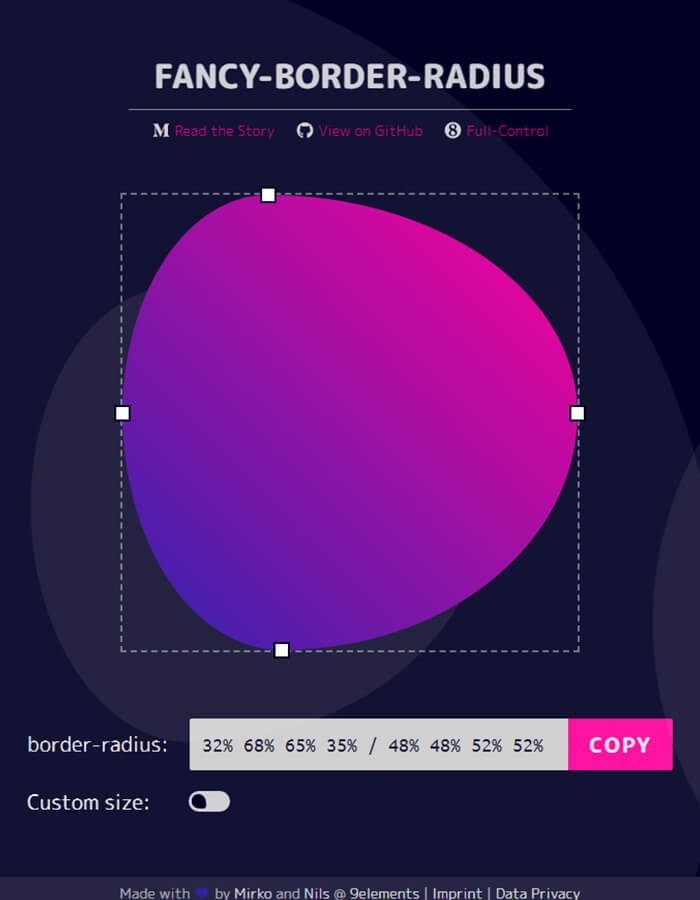 FANCY-BORDER-RADIUS
Read the Story View on GitHub Full-Control
border-radius: 32% 68% 65% 35% / 48% 48% 52% 52% COPY
Custom size:
Made with by Mirko and Nils @ 9elements | Imprint | Data Privacy